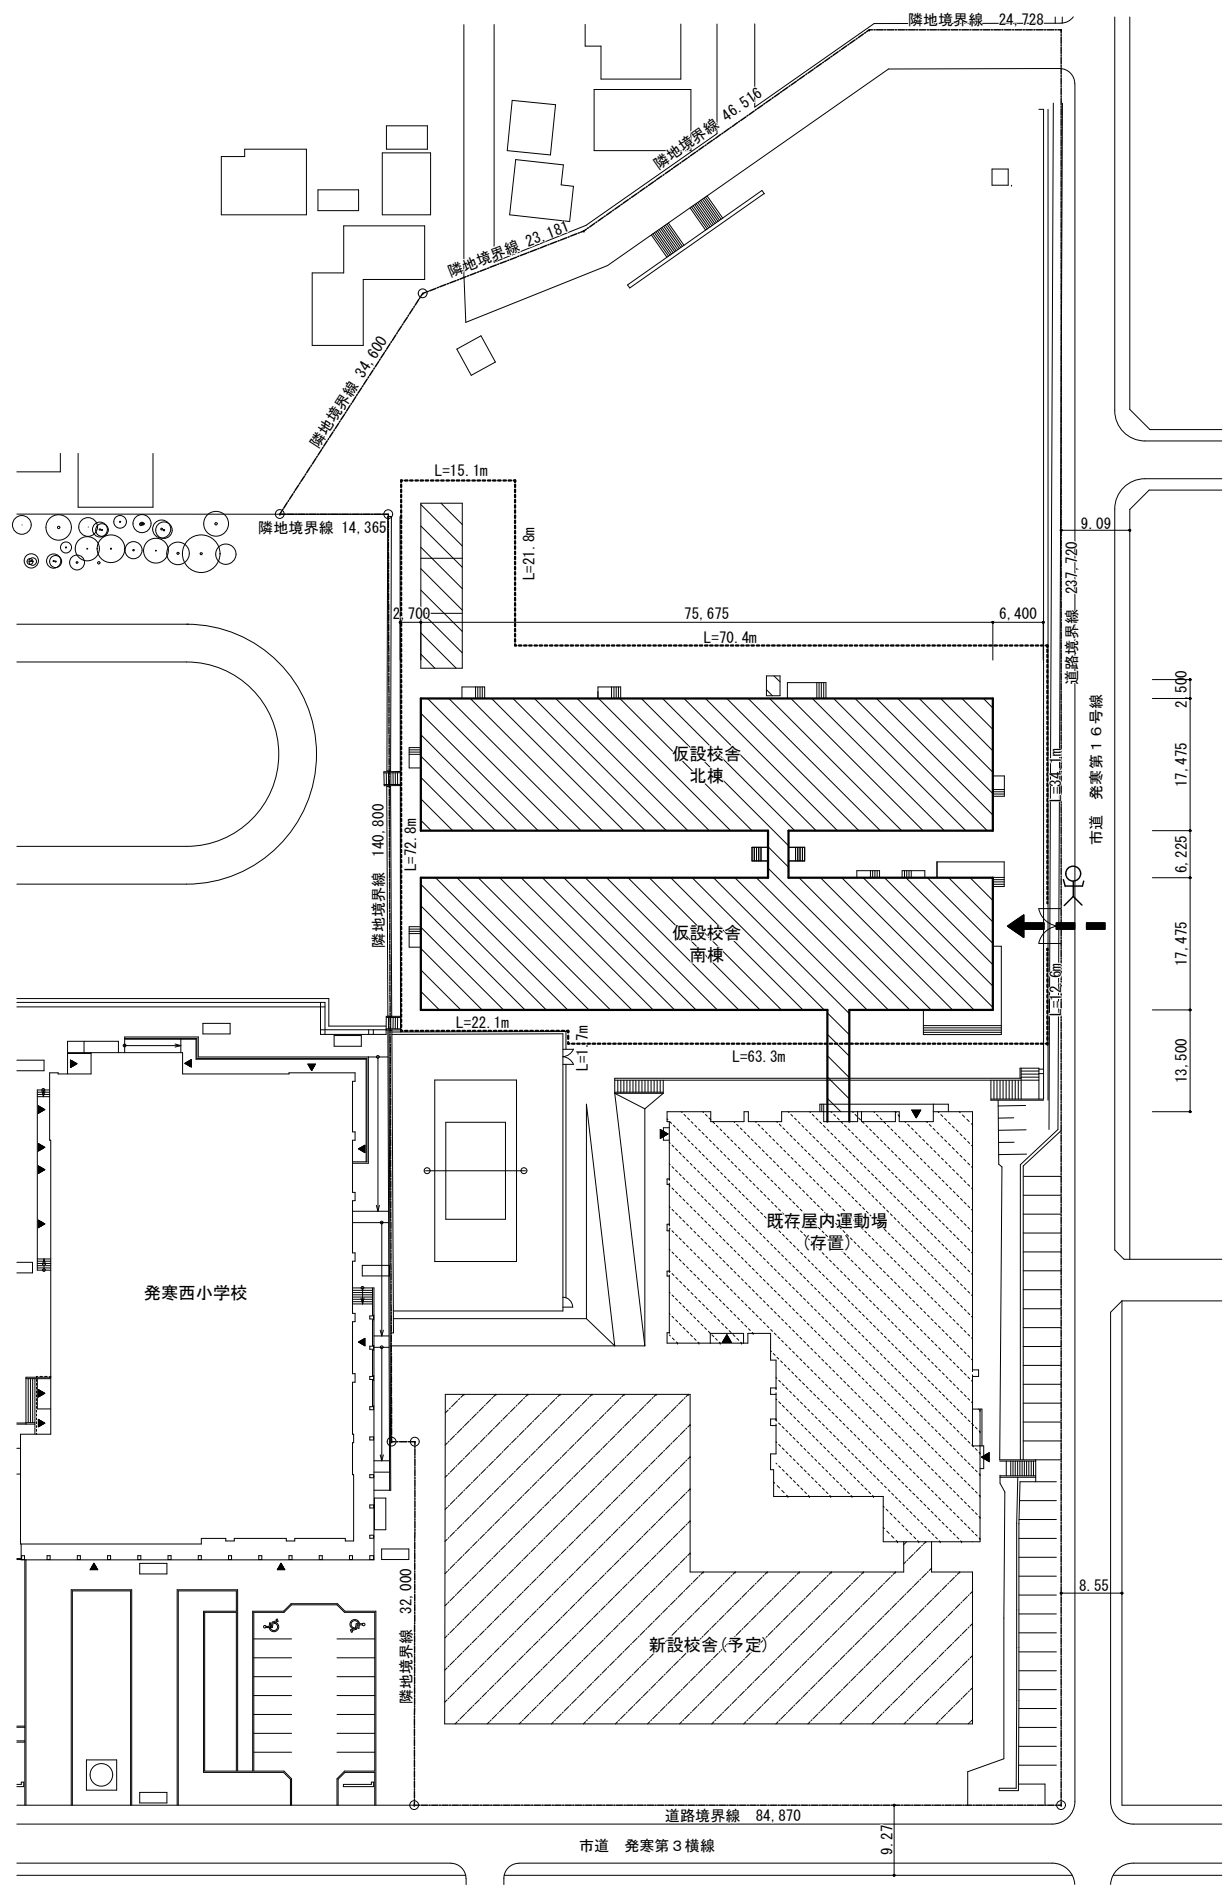 隣地境界線 24,728
隣地境界線 46.516
隣地境界線 23,181
隣地境界線 34,600
L=15.1m
隣地境界線 14,365
L=21.8m
9.09
道路境界線 237,720
2,700
75,675
6,400
L=70.4m
2,500
市道 発寒第16号線
17,475
仮設校舎
北棟
L=34.1m
隣地境界線 140,800
L=72.8m
6,225
仮設校舎
南棟
17,475
L=12.6m
L=22.1m
L=1.7m
L=63.3m
13,500
既存屋内運動場
(存置)
発寒西小学校
8.55
隣地境界線 32,000
新設校舎(予定)
道路境界線 84,870
9.27
市道 発寒第3横線